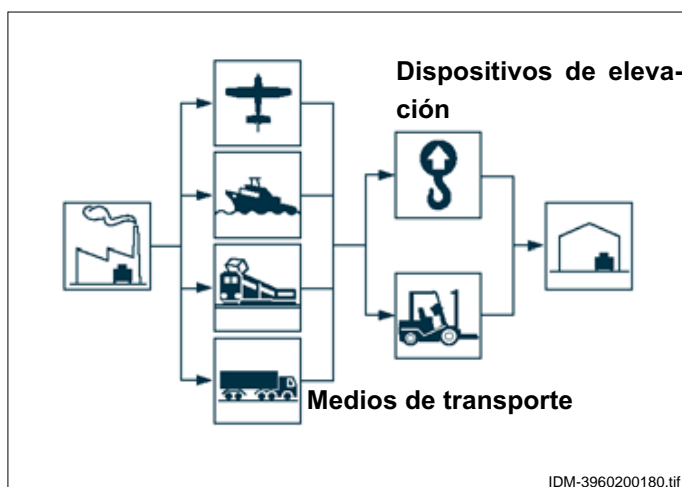 Dispositivos de eleva-
ción
Medios de transporte
IDM-3960200180.tif